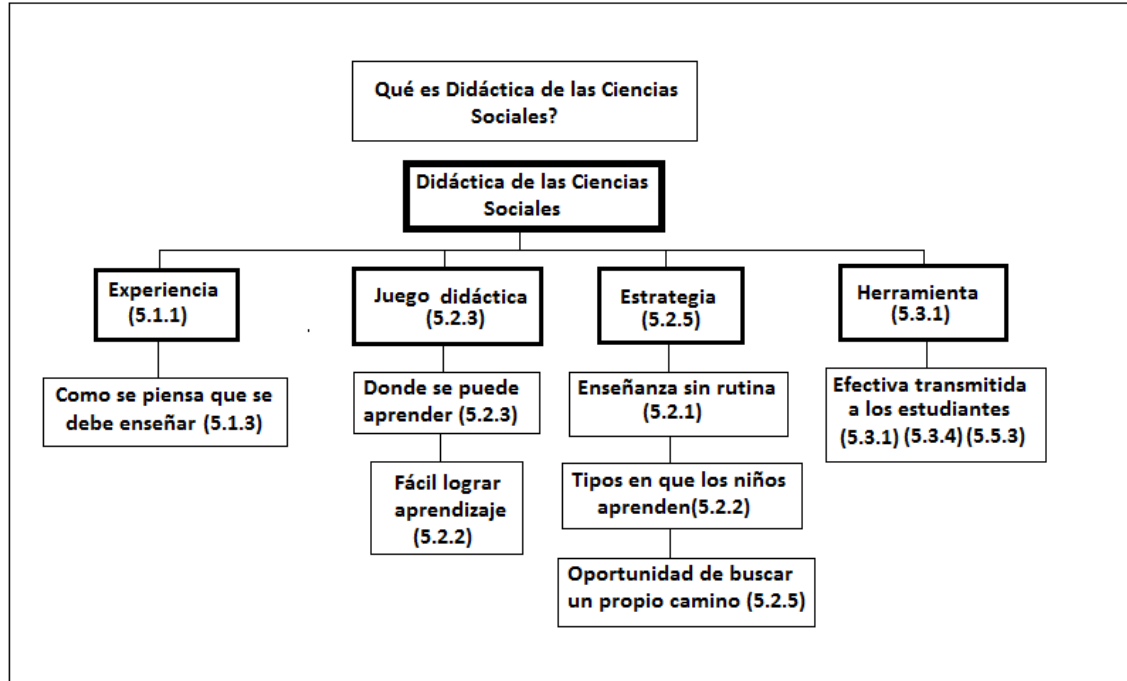 Qué es Didáctica de las Ciencias
Sociales?
Didáctica de las Ciencias
Sociales
Experiencia
(5.1.1)
Como se piensa que se
debe enseñar (5.1.3)
Juego didáctica
(5.2.3)
Donde se puede
aprender (5.2.3)
Fácil lograr
aprendizaje
(5.2.2)
Estrategia
(5.2.5)
Enseñanza sin rutina
(5.2.1)
Tipos en que los niños
aprenden(5.2.2)
Oportunidad de buscar
un propio camino (5.2.5)
Herramienta
(5.3.1)
Efectiva transmitida
a los estudiantes
(5.3.1) (5.3.4) (5.5.3)